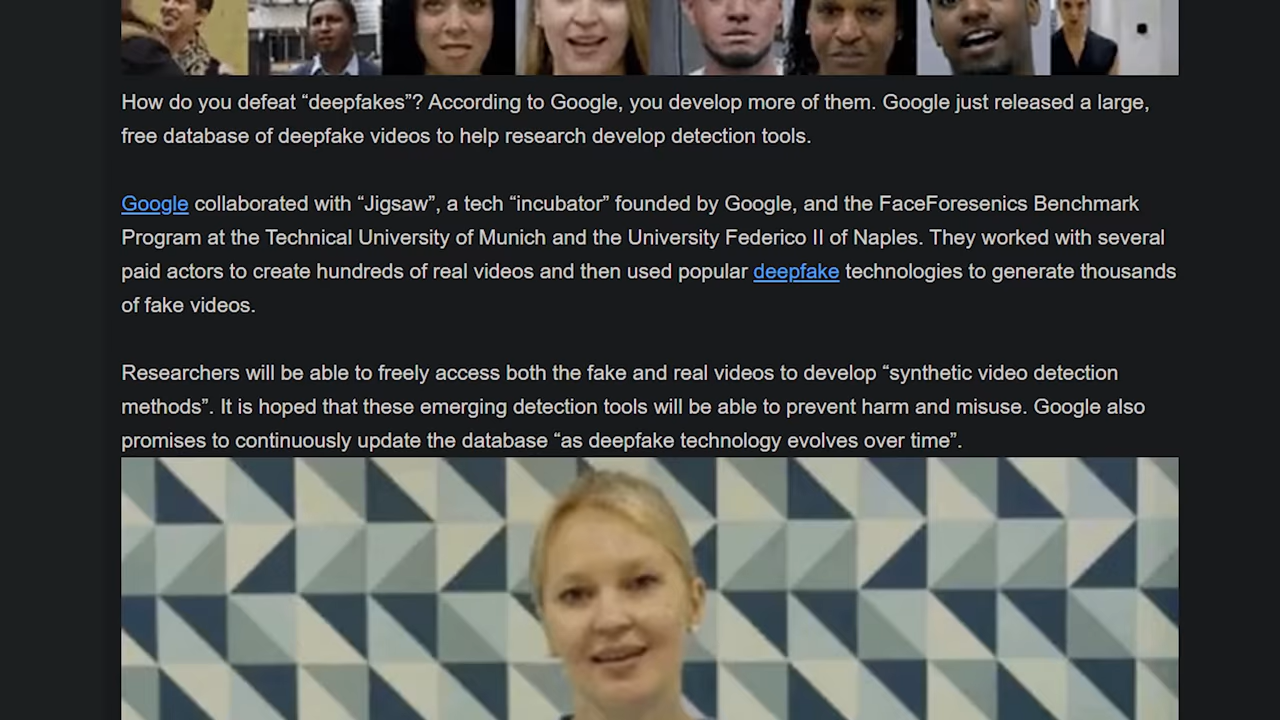 How do you defeat “deepfakes”? According to Google, you develop more of them. Google just released a large,
free database of deepfake videos to help research develop detection tools.
Google collaborated with “Jigsaw”, a tech “incubator” founded by Google, and the FaceForesenics Benchmark
Program at the Technical University of Munich and the University Federico II of Naples. They worked with several
paid actors to create hundreds of real videos and then used popular deepfake technologies to generate thousands
of fake videos.
Researchers will be able to freely access both the fake and real videos to develop “synthetic video detection
methods”. It is hoped that these emerging detection tools will be able to prevent harm and misuse. Google also
promises to continuously update the database “as deepfake technology evolves over time”.